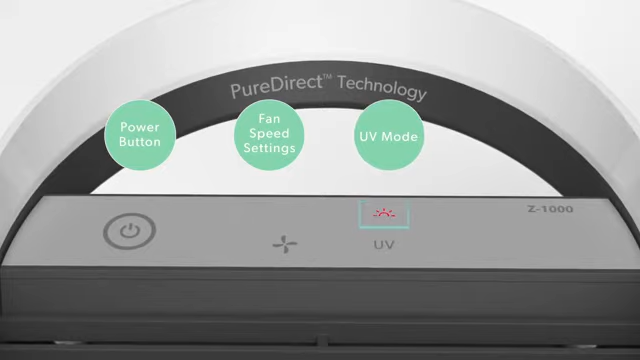 PureDirect™ Technology
Power
Button
Fan
Speed
Settings
UV Mode
Z-1000
UV